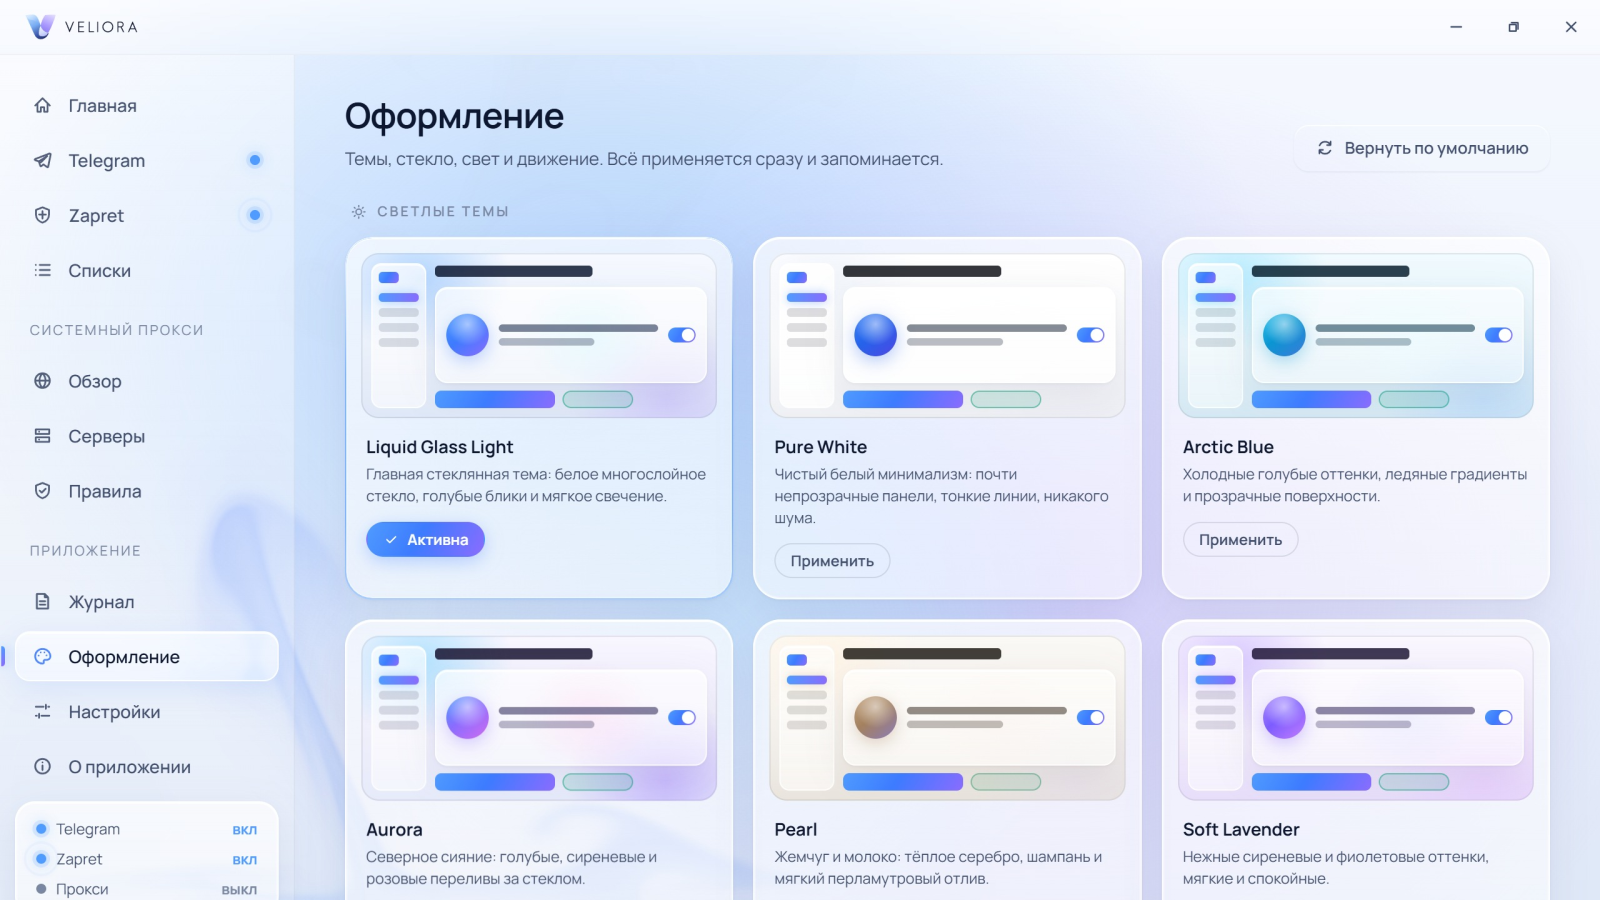 VELIORA
Главная
Telegram
Zapret
Списки
СИСТЕМНЫЙ ПРОКСИ
Обзор
Серверы
Правила
ПРИЛОЖЕНИЕ
Журнал
Оформление
Настройки
О приложении
Telegram вкл
Zapret вкл
Прокси выкл
Оформление
Темы, стекло, свет и движение. Всё применяется сразу и запоминается.
Вернуть по умолчанию
СВЕТЛЫЕ ТЕМЫ
Liquid Glass Light
Главная стеклянная тема: белое многослойное
стекло, голубые блики и мягкое свечение.
Активна
Pure White
Чистый белый минимализм: почти
непрозрачные панели, тонкие линии, никакого
шума.
Применить
Arctic Blue
Холодные голубые оттенки, ледяные градиенты
и прозрачные поверхности.
Применить
Aurora
Северное сияние: голубые, сиреневые и
розовые переливы за стеклом.
Pearl
Жемчуг и молоко: тёплое серебро, шампань и
мягкий перламутровый отлив.
Soft Lavender
Нежные сиреневые и фиолетовые оттенки,
мягкие и спокойные.